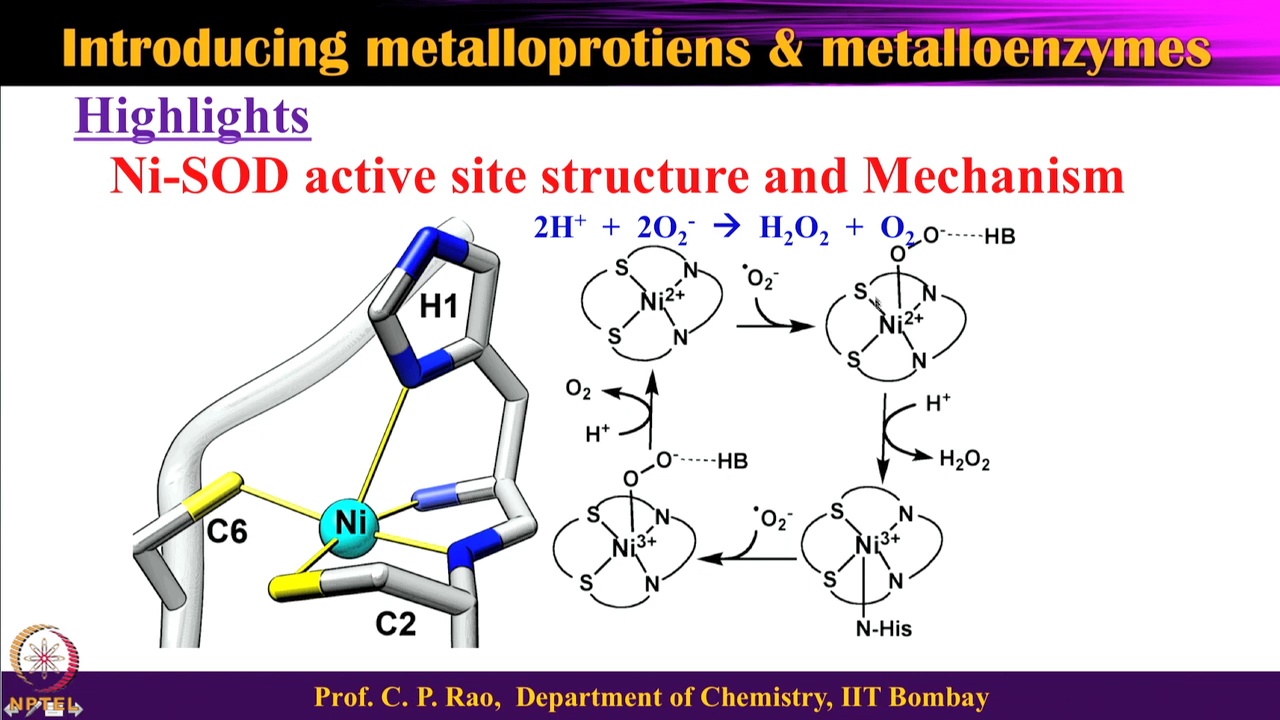 Introducing metalloprotiens & metalloenzymes
Highlights
Ni-SOD active site structure and Mechanism
2H⁺ + 2O₂⁻ → H₂O₂ + O₂
H1
Ni
C6
C2
S N
Ni²⁺
S N
•O₂⁻
O⁻-----HB
O
S N
Ni²⁺
S N
H⁺
H₂O₂
S N
Ni³⁺
S N
N-His
•O₂⁻
O⁻-----HB
O
S N
Ni³⁺
S N
O₂
H⁺
NPTEL
Prof. C. P. Rao, Department of Chemistry, IIT Bombay